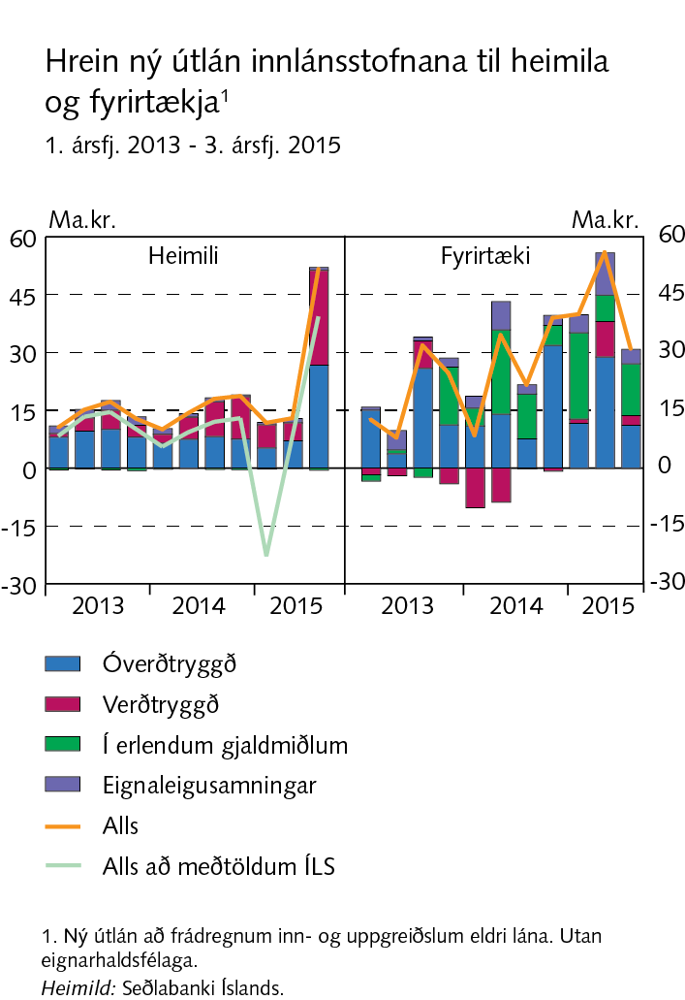 Hrein ný útlán innlánsstofnana til heimila
og fyrirtækja¹
1. ársfj. 2013 - 3. ársfj. 2015
Ma.kr.
Ma.kr.
Heimili
Fyrirtæki
60
45
30
15
0
-15
-30
60
45
30
15
0
-15
-30
2013
2014
2015
2013
2014
2015
Óverðtryggð
Verðtryggð
Í erlendum gjaldmiðlum
Eignaleigusamningar
Alls
Alls að meðtöldum ÍLS
1. Ný útlán að frádregnum inn- og uppgreiðslum eldri lána. Utan
eignarhaldsfélaga.
Heimild: Seðlabanki Íslands.